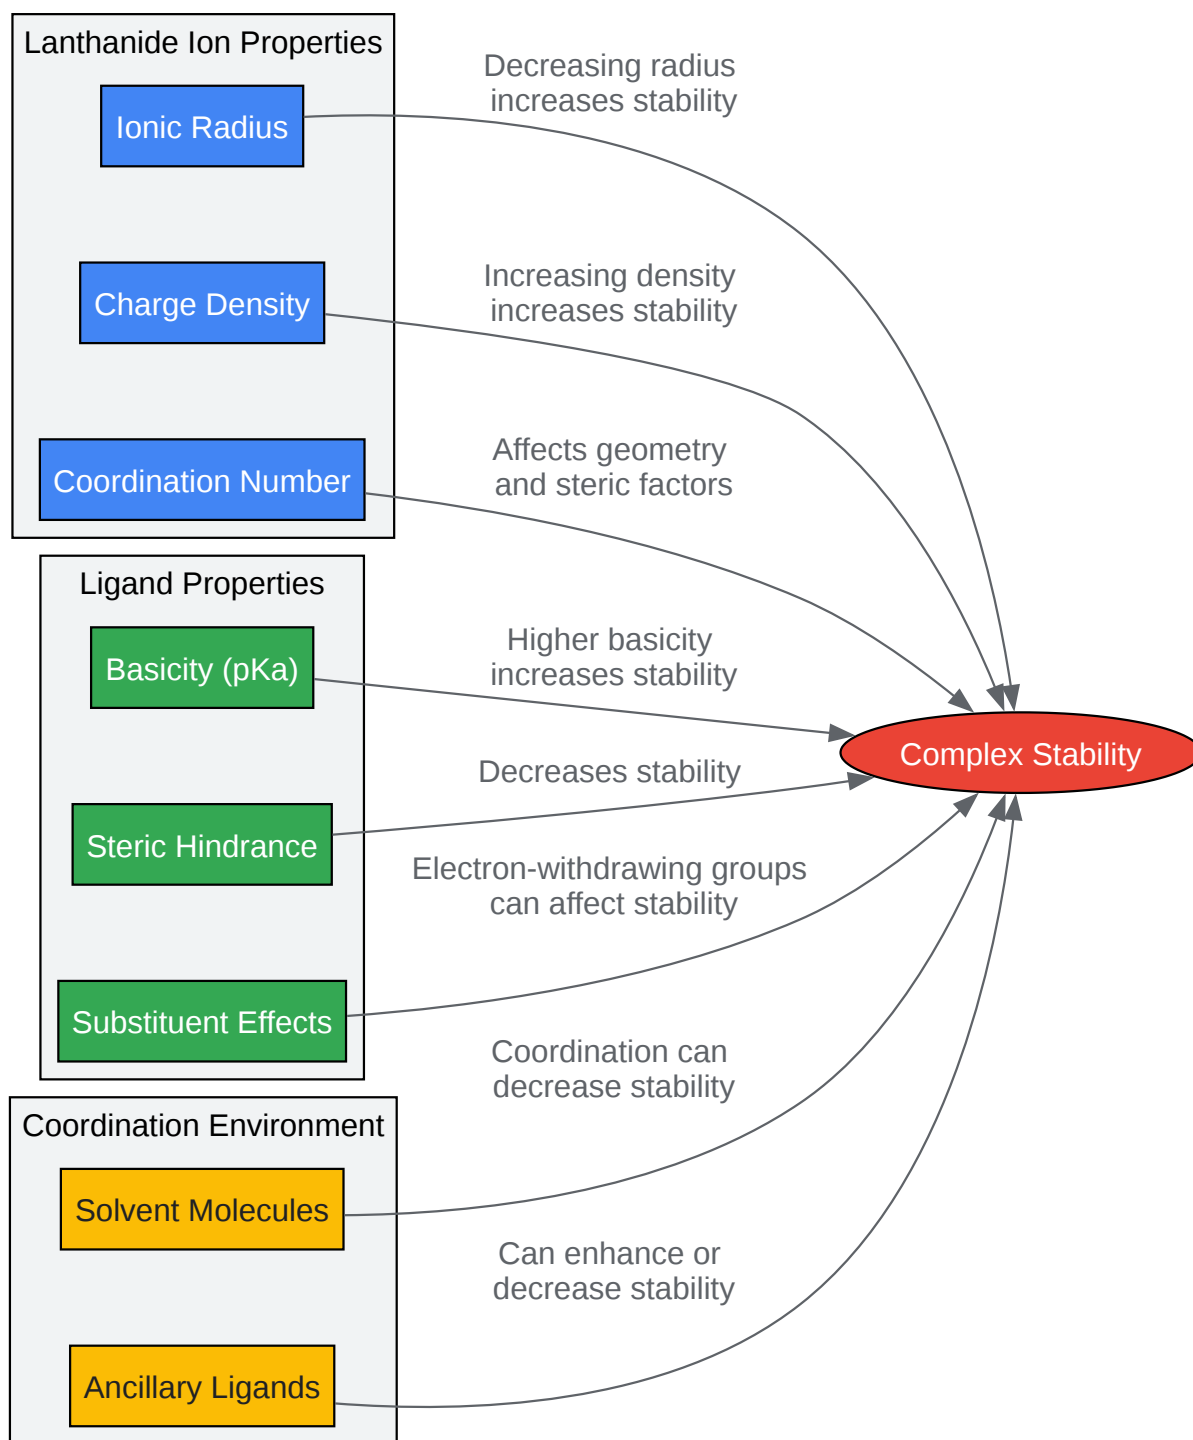 Lanthanide Ion Properties
Ionic Radius
Decreasing radius
increases stability
Charge Density
Increasing density
increases stability
Coordination Number
Affects geometry
and steric factors
Ligand Properties
Basicity (pKa)
Higher basicity
increases stability
Steric Hindrance
Decreases stability
Substituent Effects
Electron-withdrawing groups
can affect stability
Complex Stability
Coordination Environment
Solvent Molecules
Coordination can
decrease stability
Ancillary Ligands
Can enhance or
decrease stability